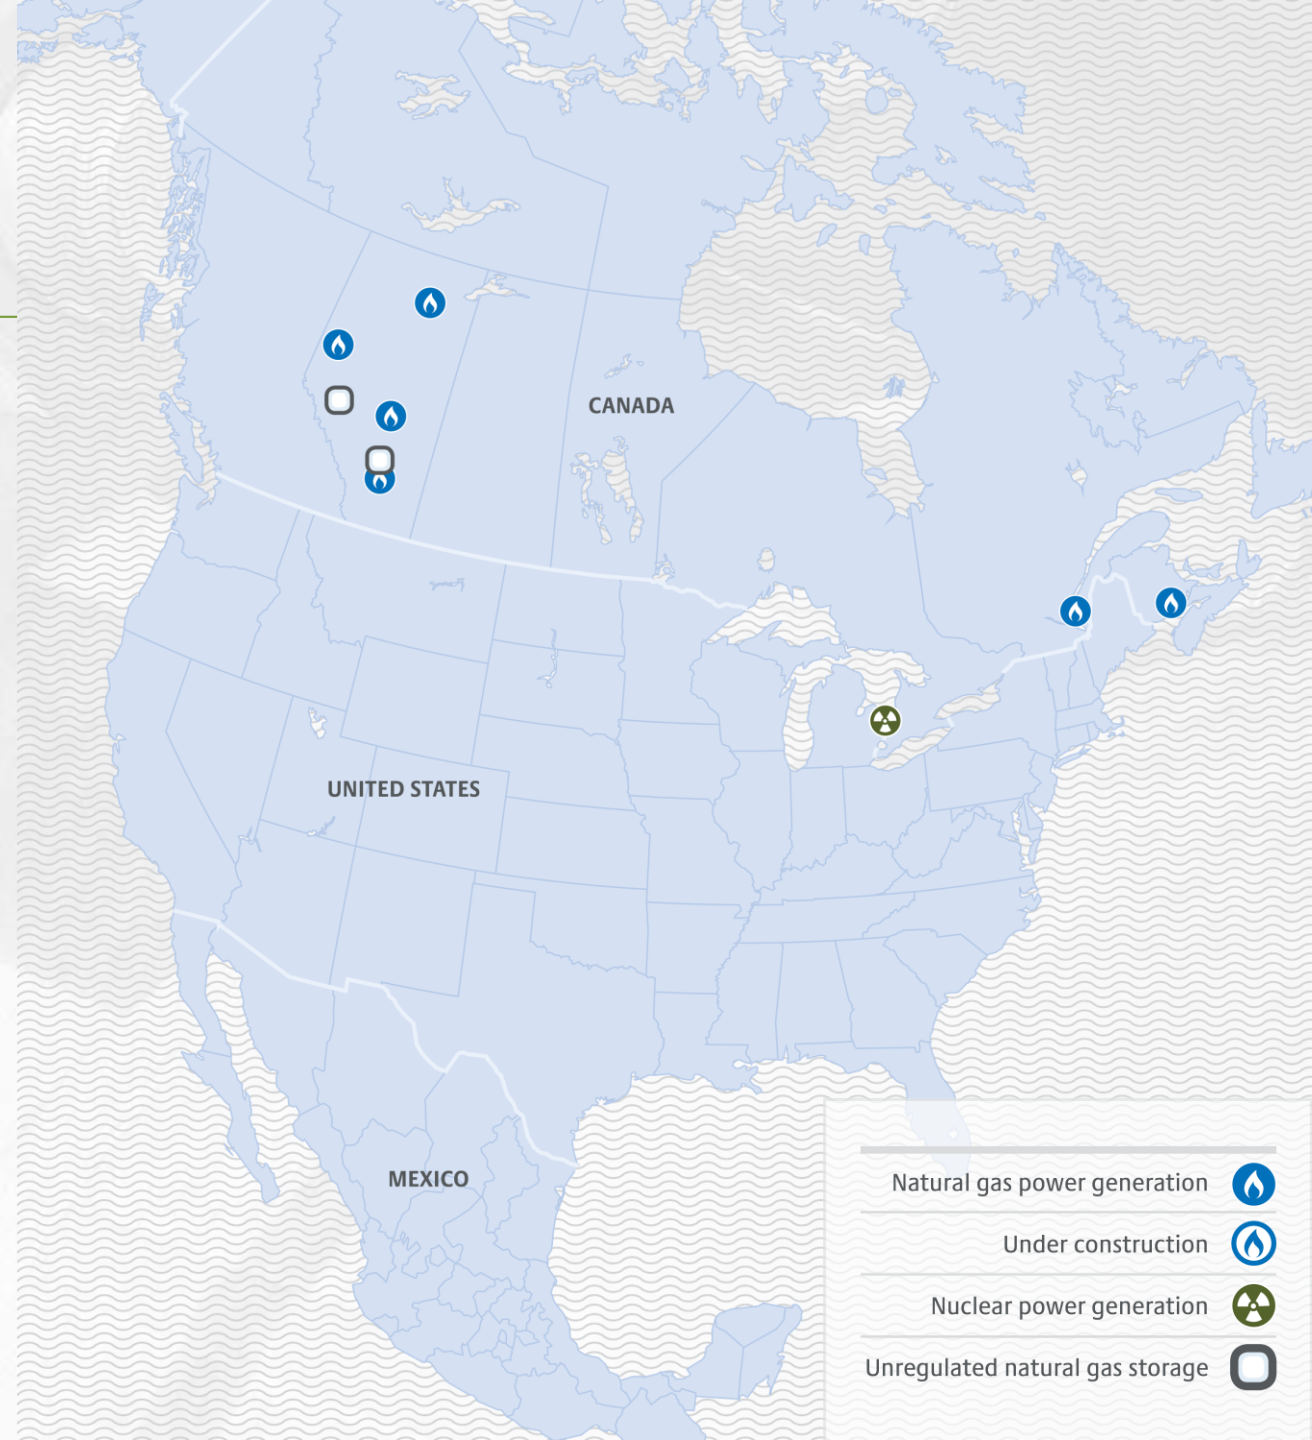 CANADA
UNITED STATES
MEXICO
Natural gas power generation
Under construction
Nuclear power generation
Unregulated natural gas storage